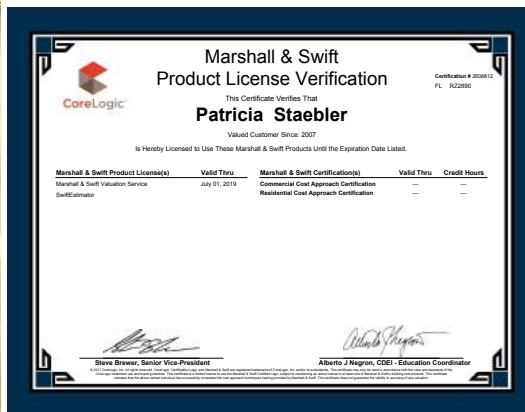 Marshall & Swift
Product License Verification
Certification # 2608812
FL RZ2890
CoreLogic
This Certificate Verifies That
Patricia Staebler
Valued Customer Since: 2007
Is Hereby Licensed to Use These Marshall & Swift Products Until the Expiration Date Listed.
Marshall & Swift Product License(s) Valid Thru Marshall & Swift Certification(s) Valid Thru Credit Hours
Marshall & Swift Valuation Service July 01, 2019 Commercial Cost Approach Certification — —
SwiftEstimator Residential Cost Approach Certification — —
Steve Brewer, Senior Vice-President Alberto J Negron, CDEI - Education Coordinator